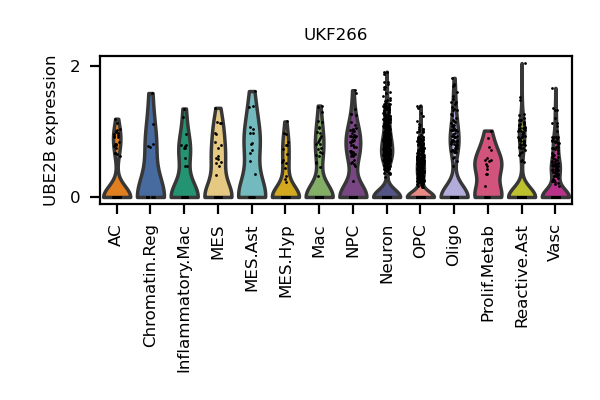 UKF266
UBE2B expression
2
0
AC
Chromatin.Reg
Inflammatory.Mac
MES
MES.Ast
MES.Hyp
Mac
NPC
Neuron
OPC
Oligo
Prolif.Metab
Reactive.Ast
Vasc